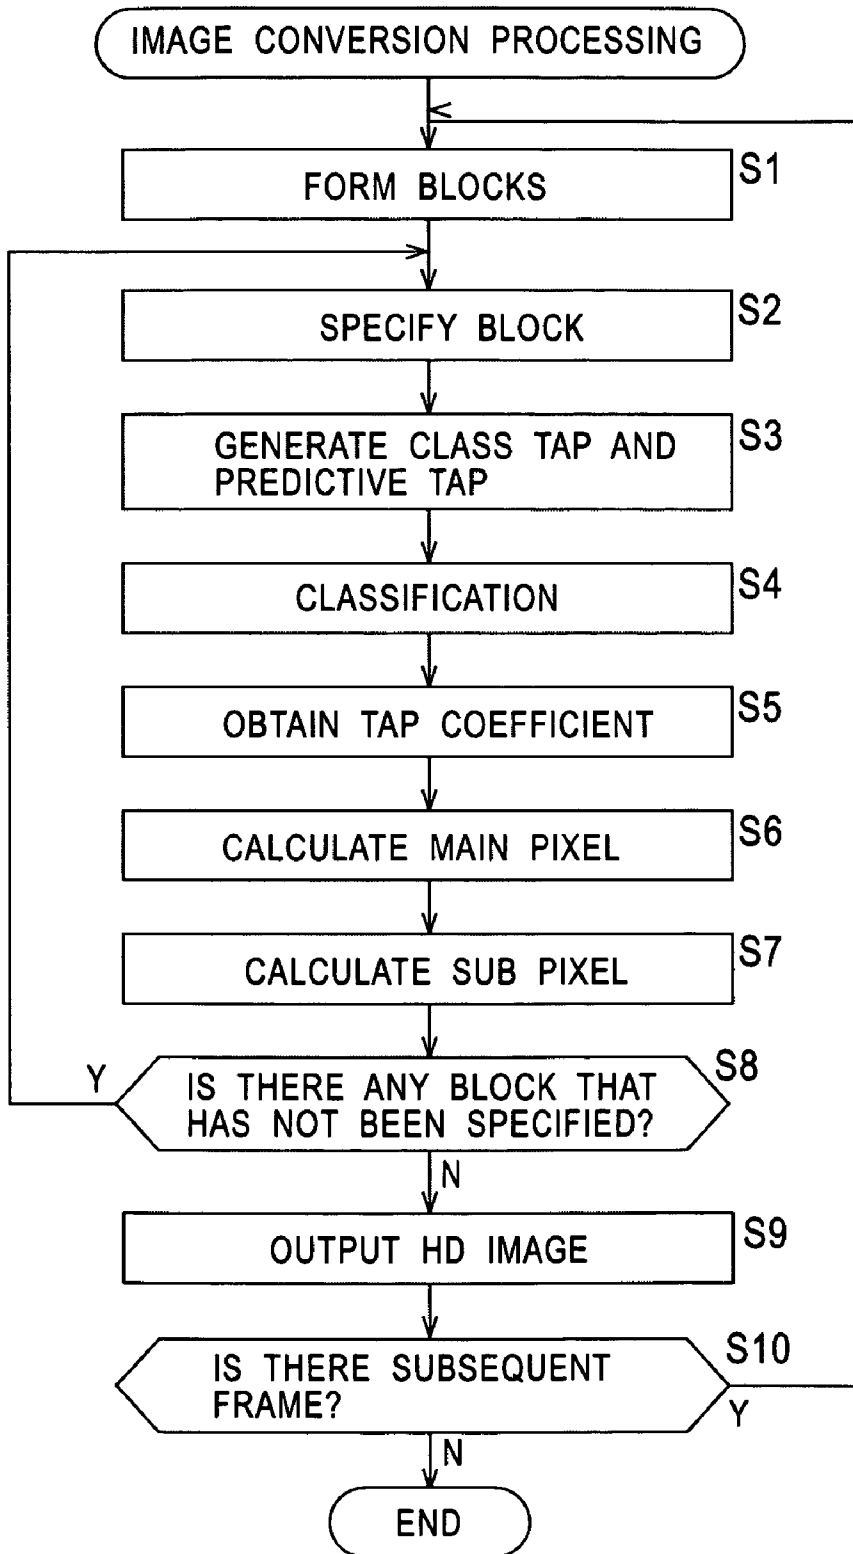 IMAGE CONVERSION PROCESSING
S1
FORM BLOCKS
S2
SPECIFY BLOCK
S3
GENERATE CLASS TAP AND
PREDICTIVE TAP
S4
CLASSIFICATION
S5
OBTAIN TAP COEFFICIENT
S6
CALCULATE MAIN PIXEL
S7
CALCULATE SUB PIXEL
S8
Y
IS THERE ANY BLOCK THAT
HAS NOT BEEN SPECIFIED?
N
S9
OUTPUT HD IMAGE
S10
IS THERE SUBSEQUENT
FRAME?
Y
N
END